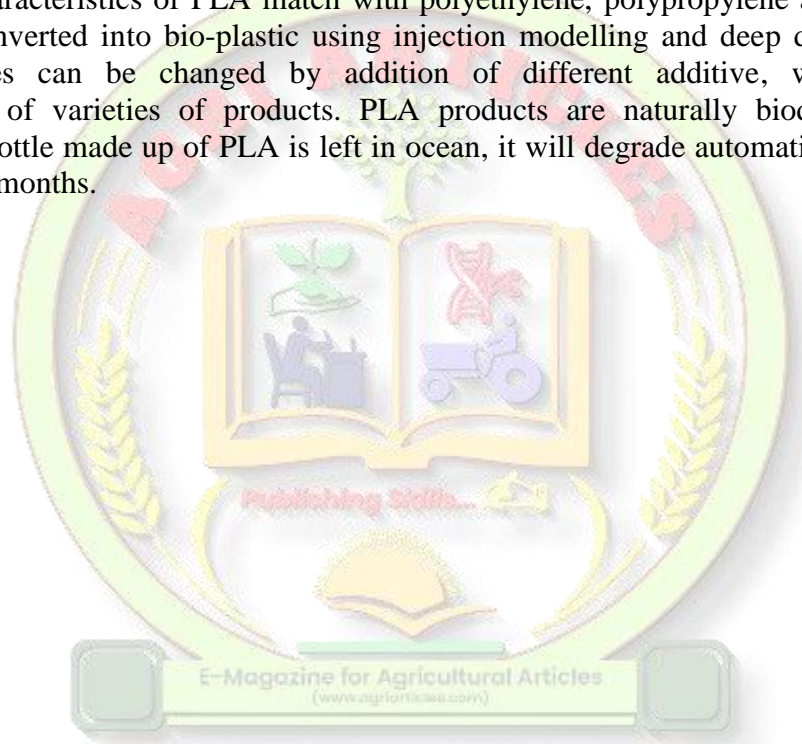 aracteristics of PLA match with polyethylene, polypropylene a
nverted into bio-plastic using injection modelling and deep
es can be changed by addition of different additive, w
of varieties of products. PLA products are naturally
ottle made up of PLA is left in ocean, it will degrade
months.
AGRI ARTICLES
Publishing Skills...
E-Magazine for Agricultural Articles
(www.agriarticles.com)